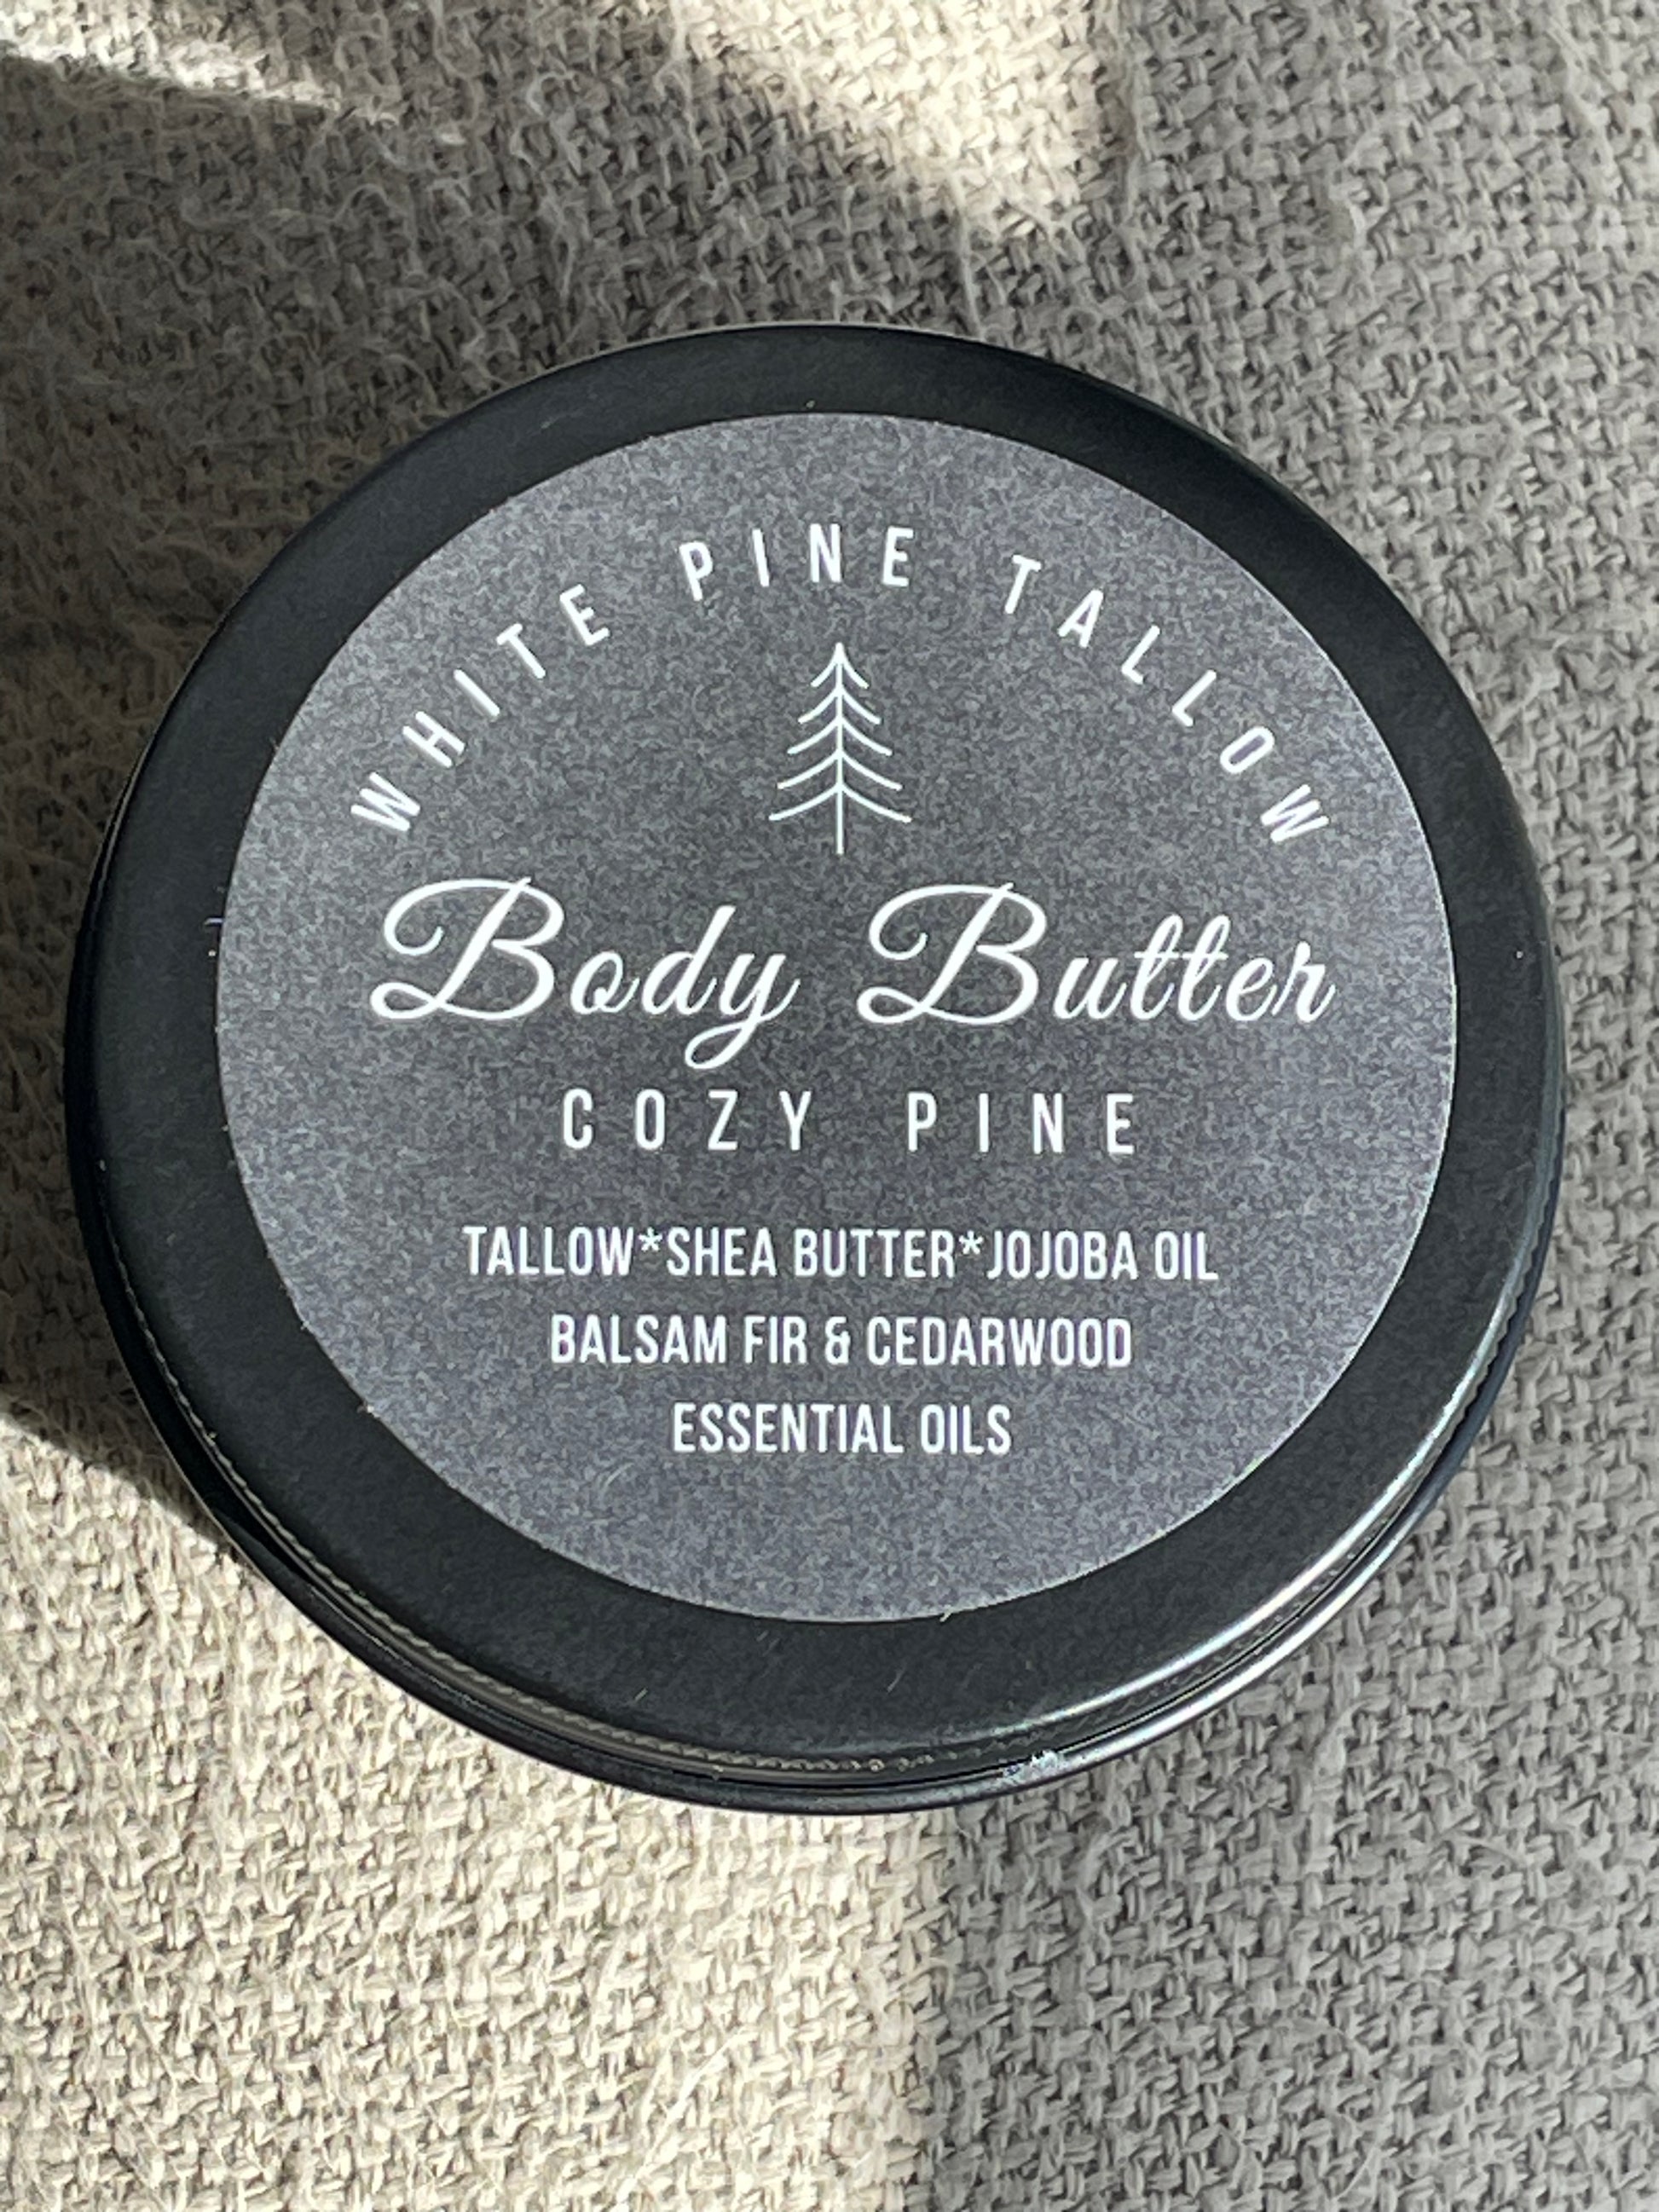 WHITE PINE TALLOW
Body Butter
COZY PINE
TALLOW*SHEA BUTTER*JOJOBA OIL
BALSAM FIR & CEDARWOOD
ESSENTIAL OILS